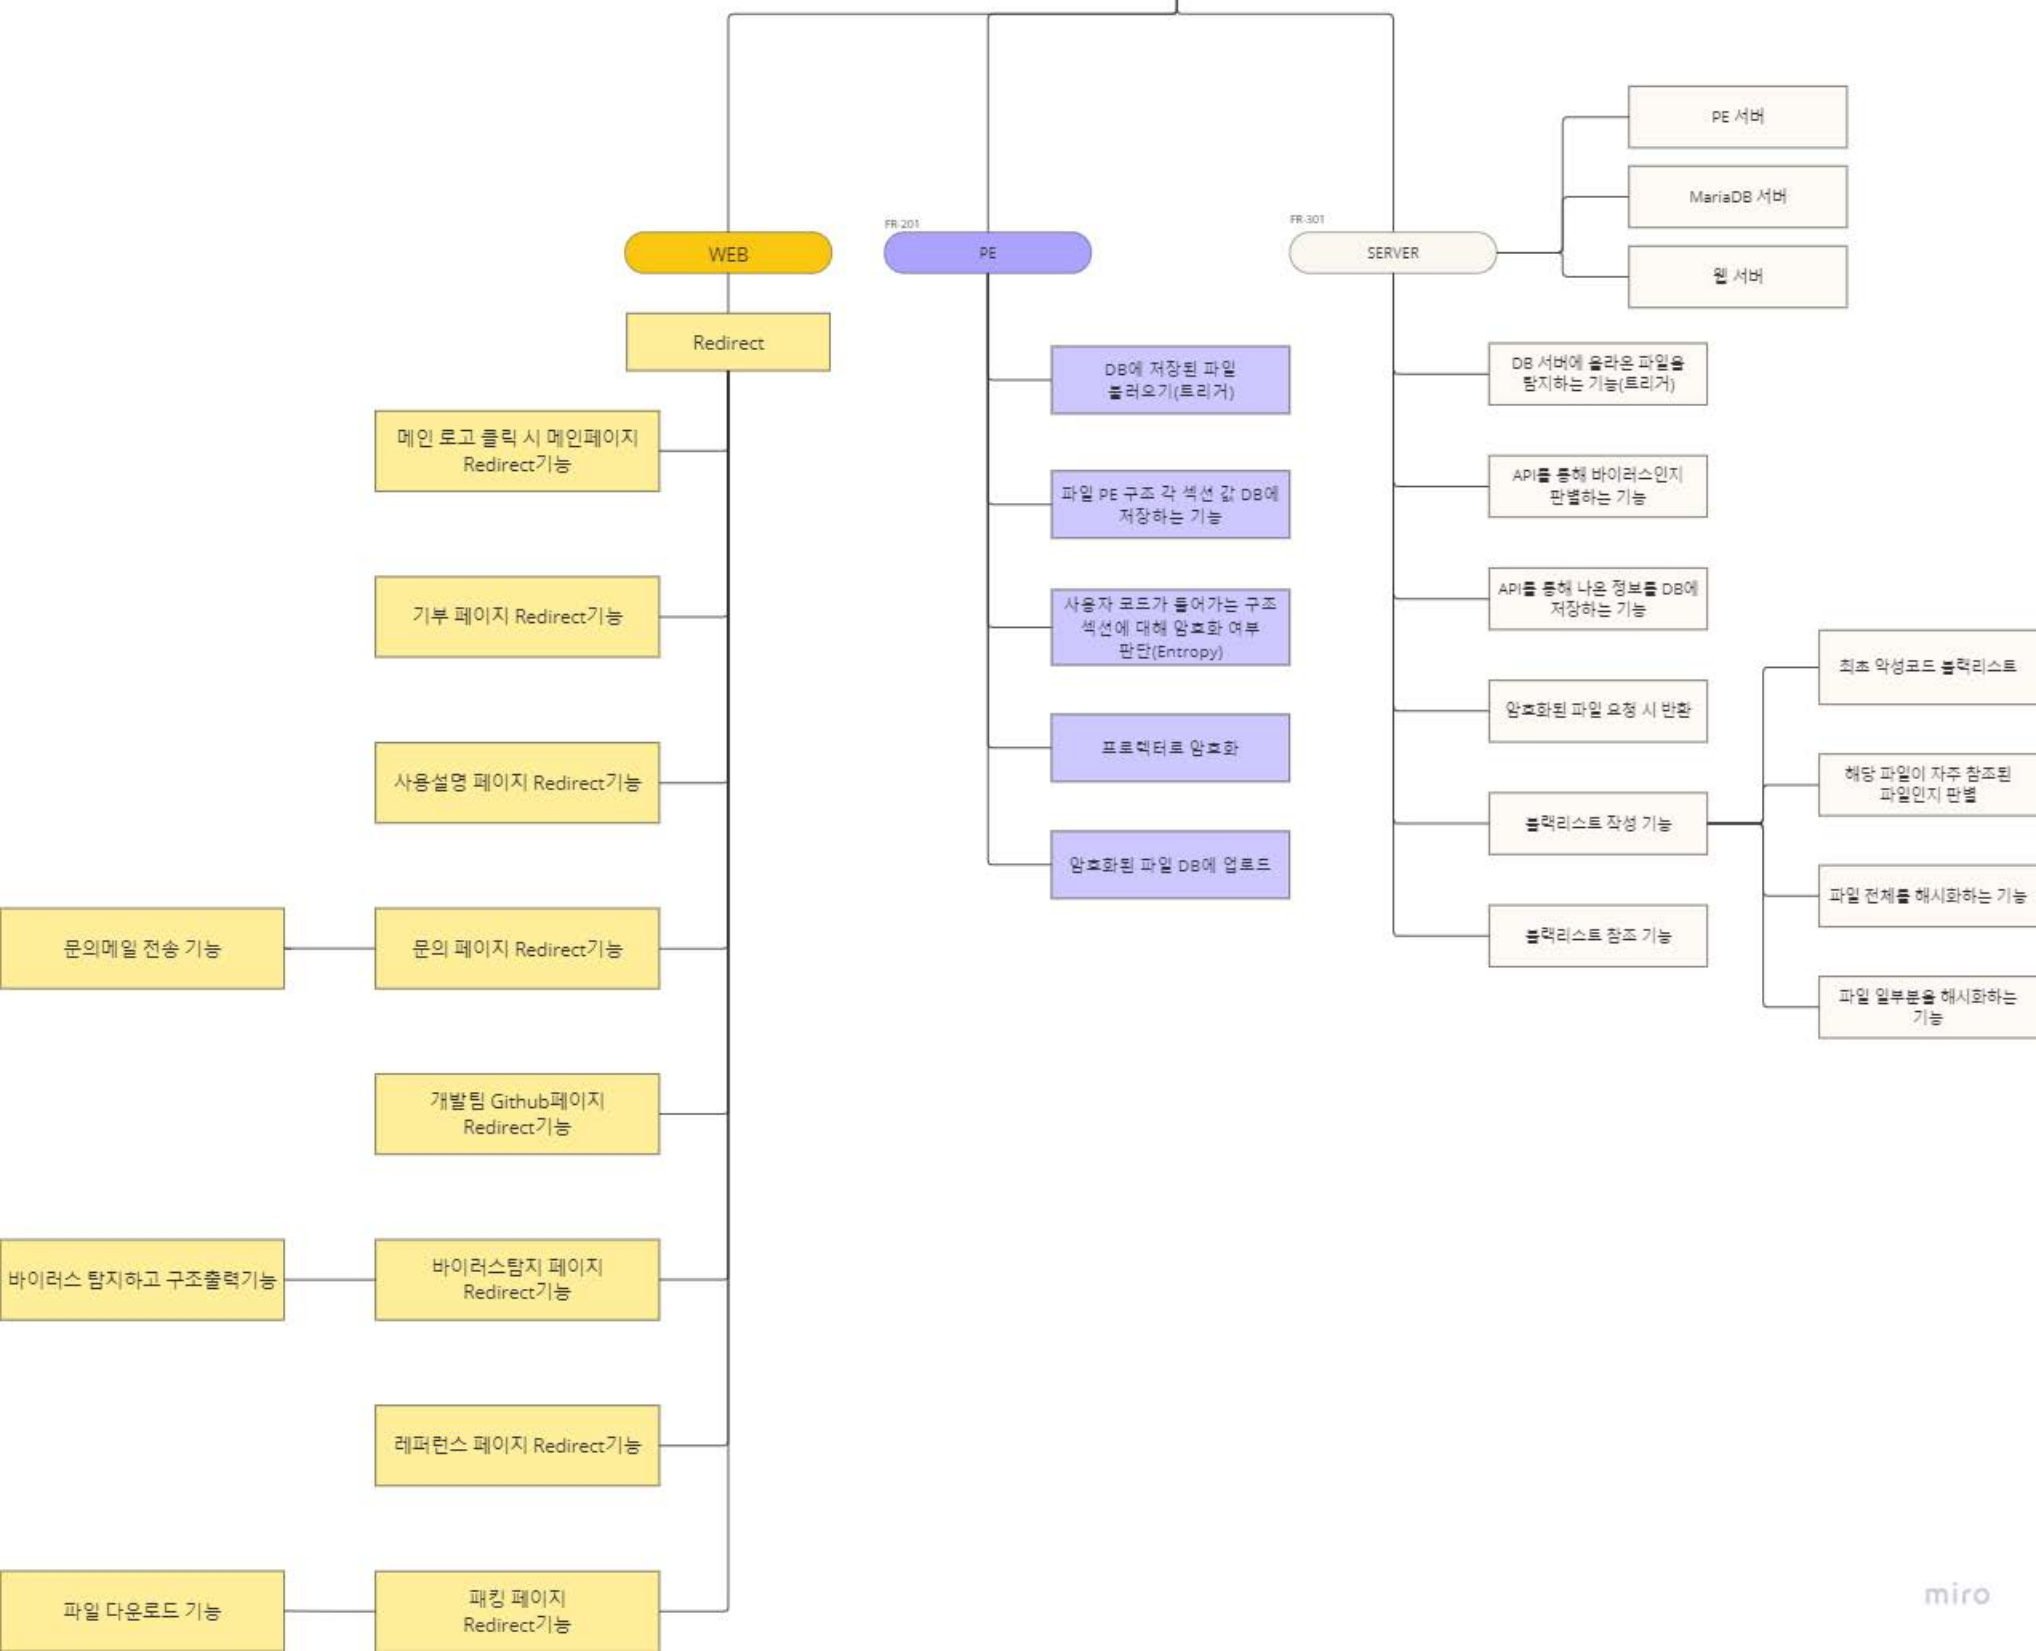 WEB
Redirect
메인 로고 클릭 시 메인페이지
Redirect기능
기부 페이지 Redirect기능
사용설명 페이지 Redirect기능
문의 페이지 Redirect기능
문의메일 전송 기능
개발팀 Github페이지
Redirect기능
바이러스탐지 페이지
Redirect기능
바이러스 탐지하고 구조출력기능
레퍼런스 페이지 Redirect기능
패킹 페이지
Redirect기능
파일 다운로드 기능
FR-201
PE
DB에 저장된 파일
불러오기(트리거)
파일 PE 구조 각 섹션 값 DB에
저장하는 기능
사용자 코드가 들어가는 구조
섹션에 대해 암호화 여부
판단(Entropy)
프로텍터로 암호화
암호화된 파일 DB에 업로드
FR-301
SERVER
PE 서버
MariaDB 서버
웹 서버
DB 서버에 올라온 파일을
탐지하는 기능(트리거)
API를 통해 바이러스인지
판별하는 기능
API를 통해 나온 정보를 DB에
저장하는 기능
암호화된 파일 요청 시 반환
블랙리스트 작성 기능
최초 악성코드 블랙리스트
해당 파일이 자주 참조된
파일인지 판별
파일 전체를 해시화하는 기능
파일 일부분을 해시화하는
기능
블랙리스트 참조 기능
miro